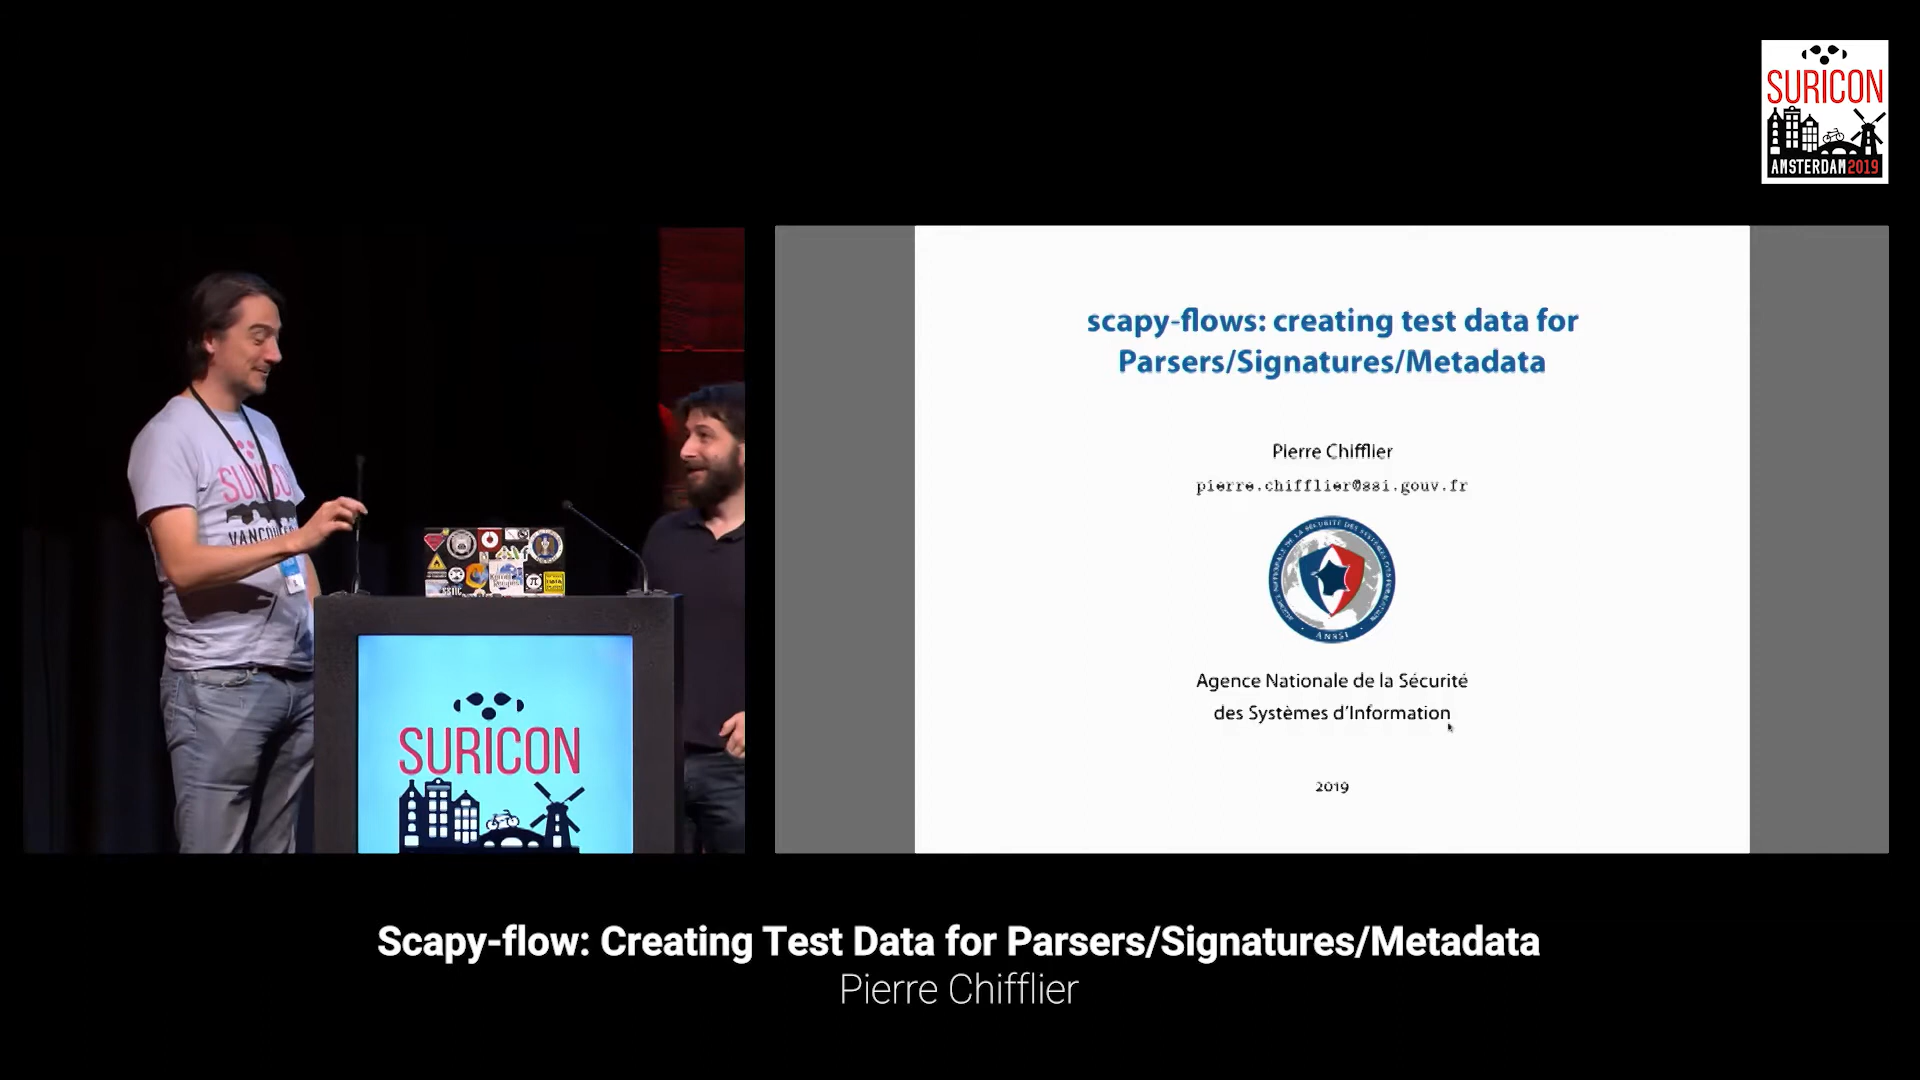 SURICON
AMSTERDAM 2019
scapy-flows: creating test data for
Parsers/Signatures/Metadata
Pierre Chifflier
pierre.chifflier@ssi.gouv.fr
ANSSI
Agence Nationale de la Sécurité
des Systèmes d'Information
2019
SURICON
Scapy-flow: Creating Test Data for Parsers/Signatures/Metadata
Pierre Chifflier